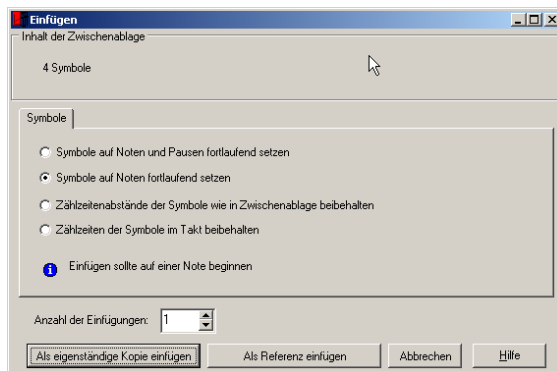 Einfügen
Inhalt der Zwischenablage
4 Symbole
Symbole
Symbole auf Noten und Pausen fortlaufend setzen
Symbole auf Noten fortlaufend setzen
Zählzeitenabstände der Symbole wie in Zwischenablage beibehalten
Zählzeiten der Symbole im Takt beibehalten
Einfügen sollte auf einer Note beginnen
Anzahl der Einfügungen: 1
Als eigenständige Kopie einfügen Als Referenz einfügen Abbrechen Hilfe